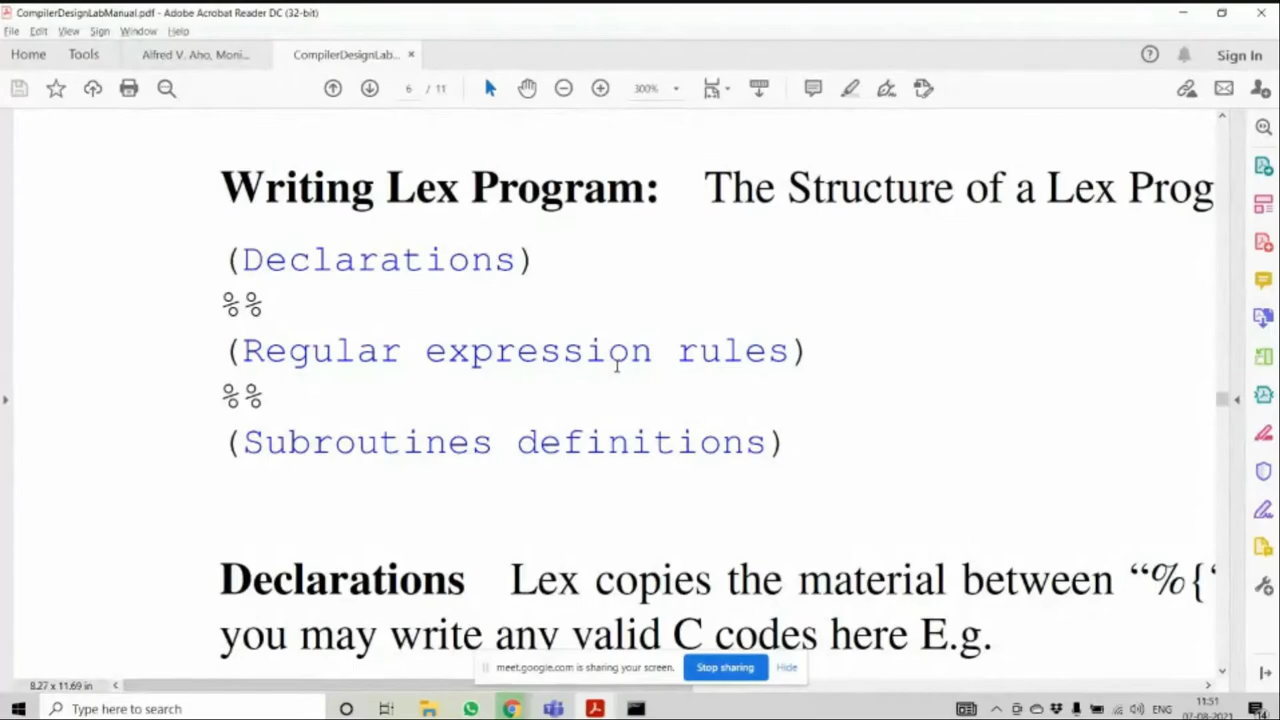 CompilerDesignLabManual.pdf - Adobe Acrobat Reader DC (32-bit)
File Edit View Sign Window Help
Home Tools Alfred V. Aho, Moni... CompilerDesignLab... ×
Sign In
6 / 11 300%
Writing Lex Program: The Structure of a Lex Prog
(Declarations)
%%
(Regular expression rules)
%%
(Subroutines definitions)
Declarations Lex copies the material between “%{‘
you may write any valid C codes here E.g.
meet.google.com is sharing your screen. Stop sharing Hide
8.27 x 11.69 in
Type here to search
ENG
11:51
07-08-2021